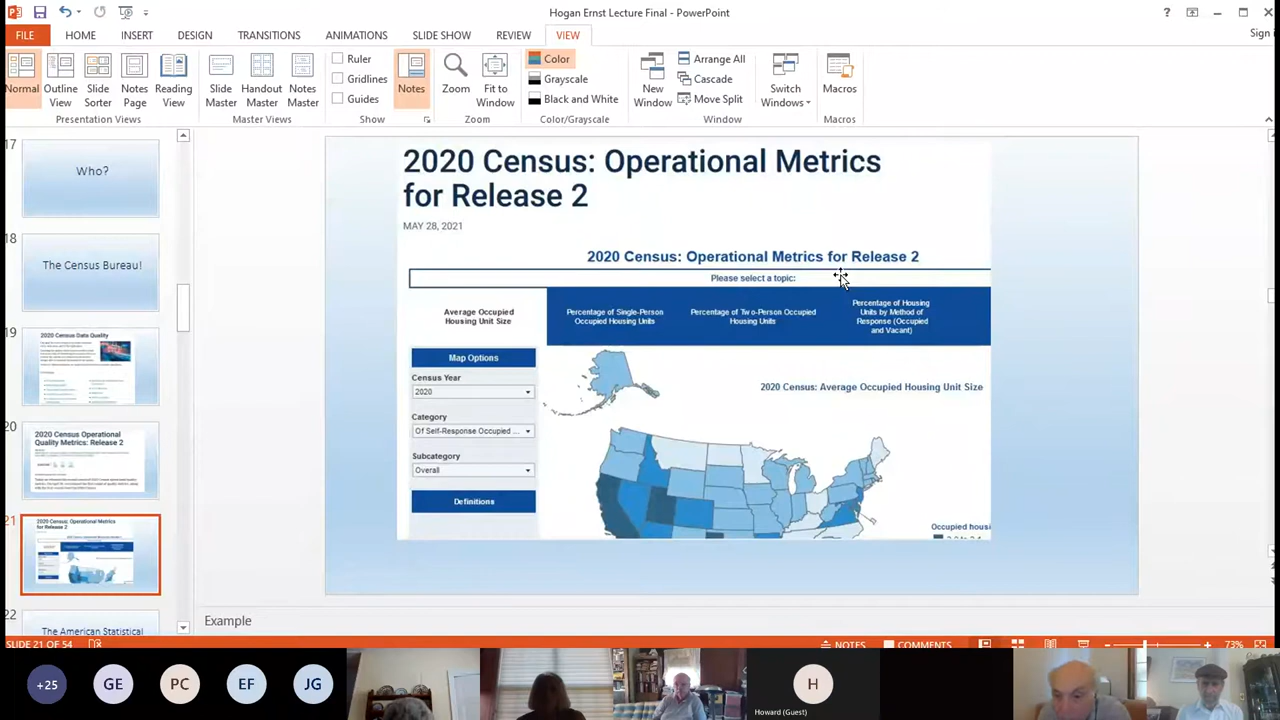 Hogan Ernst Lecture Final - PowerPoint
FILE HOME INSERT DESIGN TRANSITIONS ANIMATIONS SLIDE SHOW REVIEW VIEW Sign
Normal Outline View Slide Sorter Notes Page Reading View
Slide Master Handout Master Notes Master
Ruler
Gridlines
Guides
Notes
Zoom Fit to Window
Color
Grayscale
Black and White
New Window
Arrange All
Cascade
Move Split
Switch Windows
Macros
Presentation Views Master Views Show Zoom Color/Grayscale Window Macros
17
Who?
18
The Census Bureau!
19
2020 Census Data Quality
20
2020 Census Operational
Quality Metrics: Release 2
21
2020 Census: Operational Metrics
for Release 2
22
The American Statistical
2020 Census: Operational Metrics
for Release 2
MAY 28, 2021
2020 Census: Operational Metrics for Release 2
Please select a topic:
Average Occupied
Housing Unit Size
Percentage of Single-Person
Occupied Housing Units
Percentage of Two-Person Occupied
Housing Units
Percentage of Housing
Units by Method of
Response (Occupied
and Vacant)
Map Options
Census Year
2020
Category
Of Self-Response Occupied ...
Subcategory
Overall
Definitions
2020 Census: Average Occupied Housing Unit Size
Occupied housi
Example
SLIDE 21 OF 54 NOTES COMMENTS 73%
+25 GE PC EF JG H
Howard (Guest)